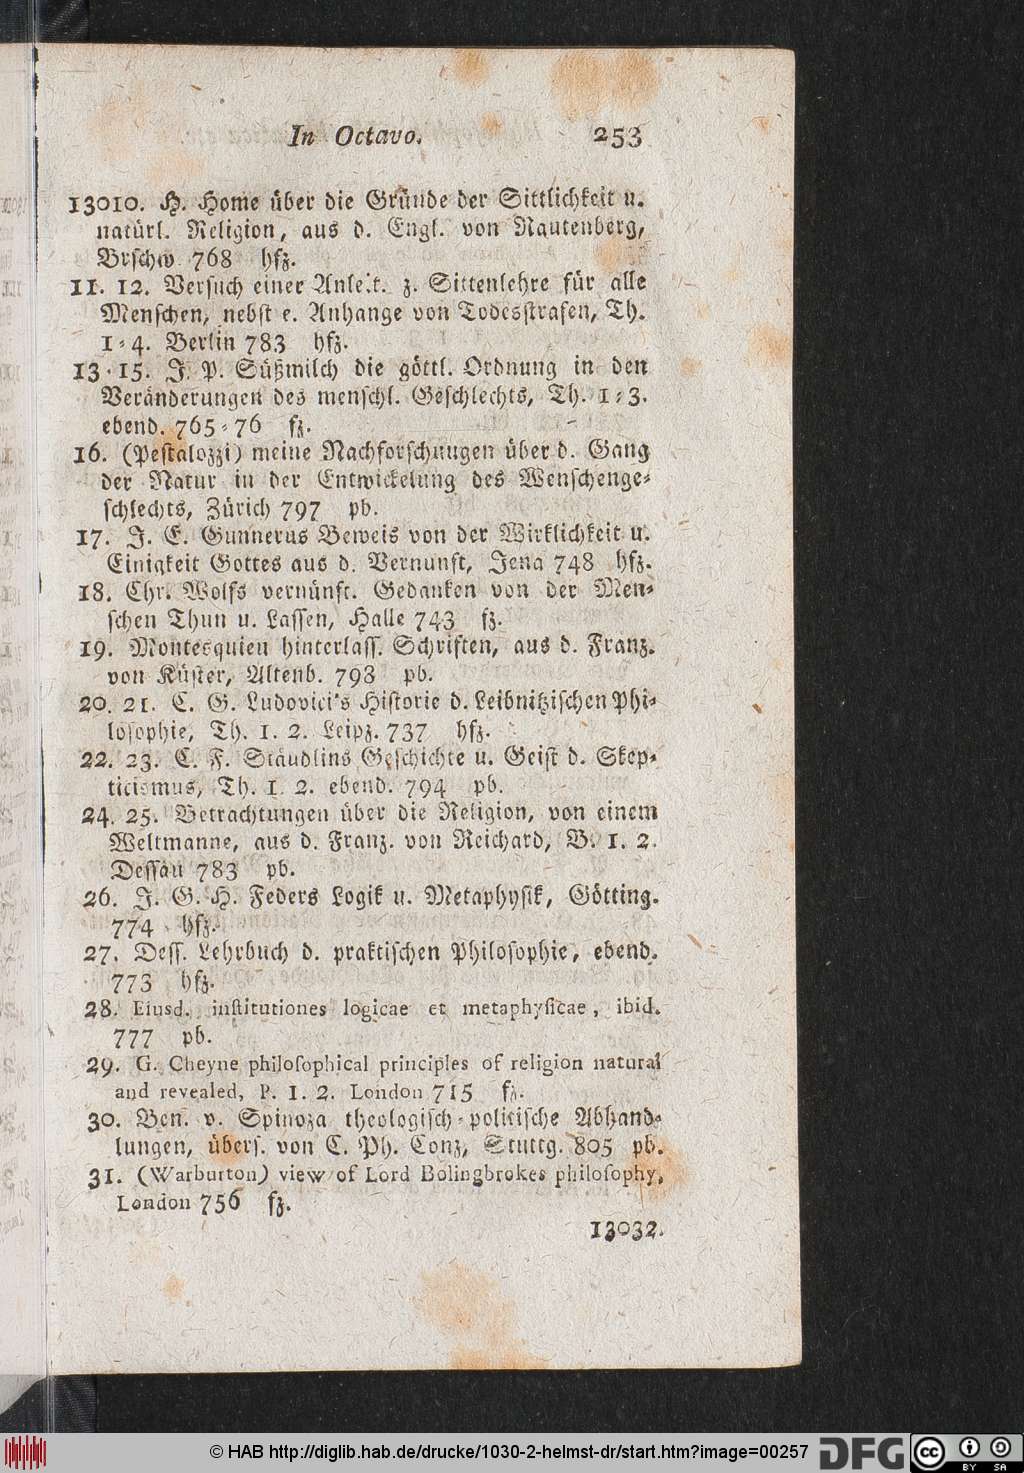 In Octavo. 253
13010. H. Home über die Gründe der Sittlichkeit u.
natürl. Religion, aus d. Engl. von Rautenberg,
Brschw. 768 hfz.
11. 12. Versuch einer Anleit. z. Sittenlehre für alle
Menschen, nebst e. Anhange von Todesstrafen, Th.
1-4. Berlin 783 hfz.
13-15. J. P. Süßmilch die göttl. Ordnung in den
Veränderungen des menschl. Geschlechts, Th. 1-3.
ebend. 765-76 fz.
16. (Pestalozzi) meine Nachforschungen über d. Gang
der Natur in der Entwickelung des Menschenge-
schlechts, Zürich 797 pb.
17. J. E. Gunnerus Beweis von der Wirklichkeit u.
Einigkeit Gottes aus d. Vernunft, Jena 748 hfz.
18. Chr. Wolfs vernünft. Gedanken von der Men-
schen Thun u. Lassen, Halle 743 fz.
19. Montesquieu hinterlass. Schriften, aus d. Franz.
von Küster, Altenb. 798 pb.
20. 21. C. G. Ludovici's Historie d. Leibnitzischen Phi-
losophie, Th. 1. 2. Leipz. 737 hfz.
22. 23. C. F. Stäudlins Geschichte u. Geist d. Skep-
ticismus, Th. 1. 2. ebend. 794 pb.
24. 25. Betrachtungen über die Religion, von einem
Weltmanne, aus d. Franz. von Reichard, B. 1. 2.
Dessau 783 pb.
26. J. G. H. Feders Logik u. Metaphysik, Götting.
774 hfz.
27. Dess. Lehrbuch d. praktischen Philosophie, ebend.
773 hfz.
28. Eiusd. institutiones logicae et metaphysicae, ibid.
777 pb.
29. G. Cheyne philosophical principles of religion natural
and revealed, P. 1. 2. London 715 fz.
30. Ben. v. Spinoza theologisch-politische Abhand-
lungen, übers. von C. Ph. Conz, Stuttg. 805 pb.
31. (Warburton) view of Lord Bolingbrokes philosophy,
London 756 fz.
13032.
© HAB http://diglib.hab.de/drucke/1030-2-helmst-dr/start.htm?image=00257 DFG CC BY SA